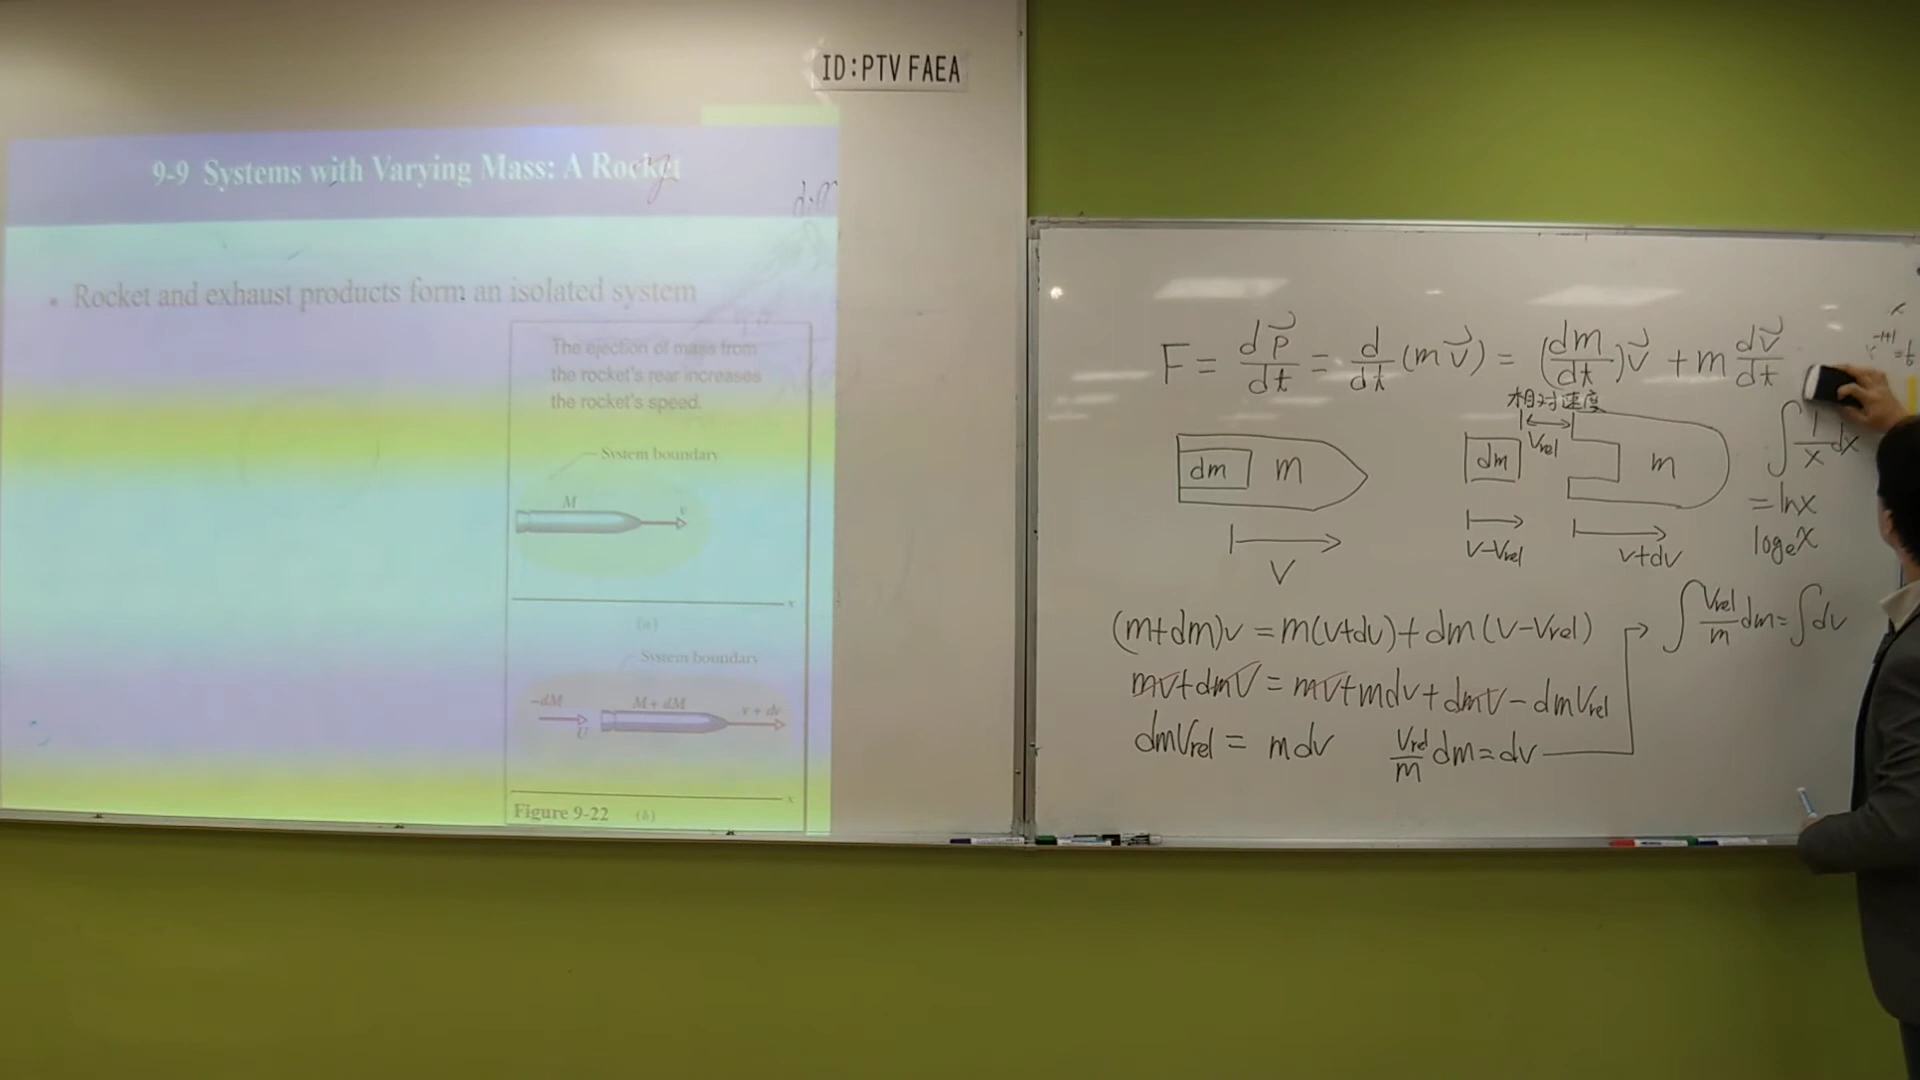 ID:PTV FAEA
9-9 Systems with Varying Mass: A Rocket
• Rocket and exhaust products form an isolated system
The ejection of mass from
the rocket's rear increases
the rocket's speed.
System boundary
M
v
x
(a)
System boundary
-dM
M + dM
v + dv
U
x
Figure 9-22 (b)
F = dp⃗/dt = d/dt (mv⃗) = (dm/dt)v⃗ + m dv⃗/dt
相对速度
Vrel
dm m
dm m
V
V-Vrel
v+dv
∫ 1/x dx
= lnx
logeX
(m+dm)v = m(v+dv) + dm(v-Vrel)
mv+dmv = mv+mdv+dmv-dmVrel
dmVrel = mdv
Vrel/m dm = dv
∫ Vrel/m dm = ∫dv